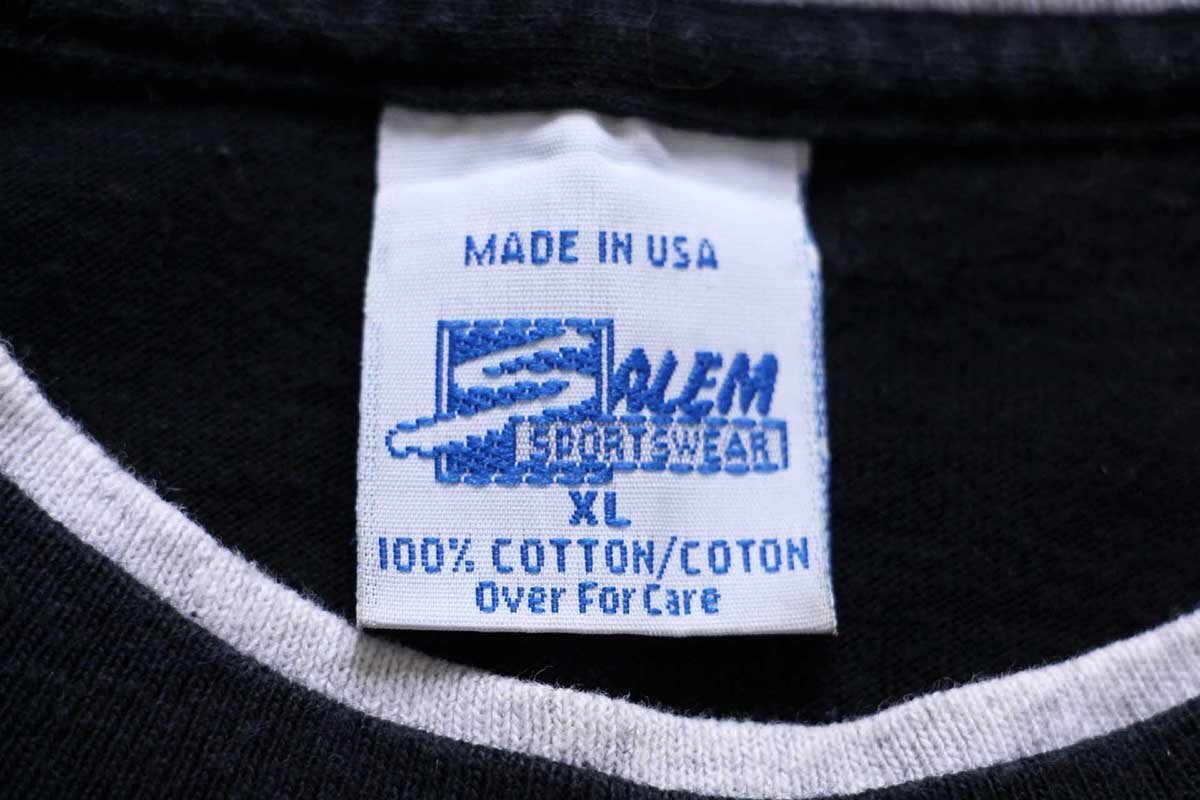 MADE IN USA
SALEM
SPORTSWEAR
XL
100% COTTON/COTON
Over For Care